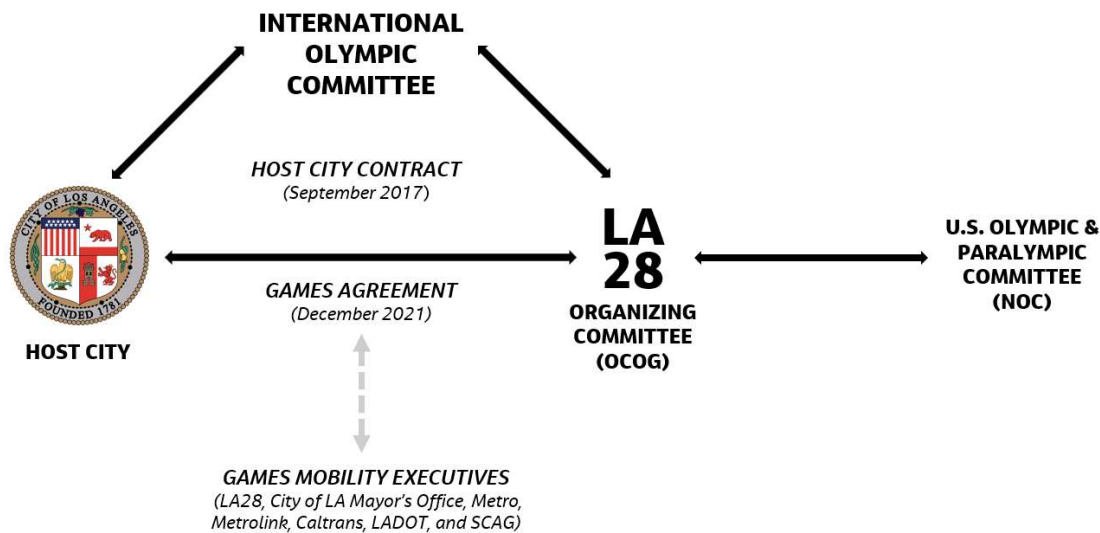 INTERNATIONAL
OLYMPIC
COMMITTEE
HOST CITY CONTRACT
(September 2017)
CITY OF LOS ANGELES
FOUNDED 1781
HOST CITY
GAMES AGREEMENT
(December 2021)
LA
28
ORGANIZING
COMMITTEE
(OCOG)
U.S. OLYMPIC &
PARALYMPIC
COMMITTEE
(NOC)
GAMES MOBILITY EXECUTIVES
(LA28, City of LA Mayor's Office, Metro,
Metrolink, Caltrans, LADOT, and SCAG)